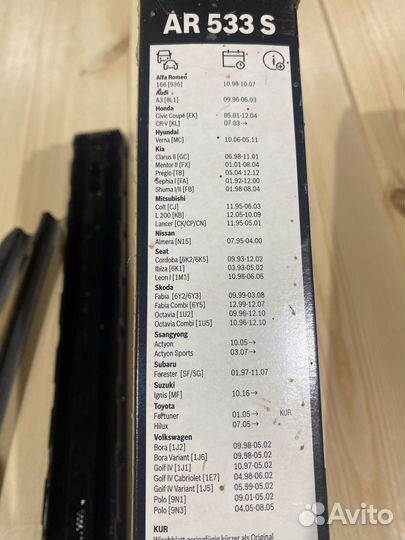 AR 533 S
Alfa Romeo
166 [936] 10.98-10.07
Audi
A3 [8L1] 09.96-06.03
Honda
Civic Coupé [EK] 05.01-12.04
CR-V [KL] 07.03→
Hyundai
Verna [MC] 10.06-05.11
Kia
Clarus II [GC] 06.98-11.91
Mentor II [FX] 01.01-08.04
Pregio [TB] 05.04-12.12
Sephia I [FA] 01.92-12.00
Shuma I/II [FB] 01.98-08.04
Mitsubishi
Colt [CJ] 11.95-06.03
L 200 [KB] 12.05-10.09
Lancer [CK/CP/CN] 11.95-05.01
Nissan
Almera [N15] 07.95-04.00
Seat
Cordoba [6K2/6K5] 09.93-12.02
Ibiza [6K1] 03.93-05.02
Leon I [1M1] 10.98-06.06
Skoda
Fabia [6Y2/6Y3] 09.99-03.08
Fabia Combi [6Y5] 12.99-12.07
Octavia [1U2] 09.96-12.10
Octavia Combi [1U5] 10.96-12.10
Ssangyong
Actyon 10.05→
Actyon Sports 03.07→
Subaru
Forester [SF/SG] 01.97-11.07
Suzuki
Ignis [MF] 10.16→
Toyota
Fortuner 01.05→ KUR
Hilux 07.05→
Volkswagen
Bora [1J2] 09.98-05.02
Bora Variant [1J6] 09.98-05.02
Golf IV [1J1] 10.97-05.02
Golf IV Cabriolet [1E7] 04.98-06.02
Golf IV Variant [1J5] 05.99-05.02
Polo [9N1] 09.01-05.02
Polo [9N3] 04.05-08.05
KUR
Wischblatt geringfügig kürzer als Original
Avito